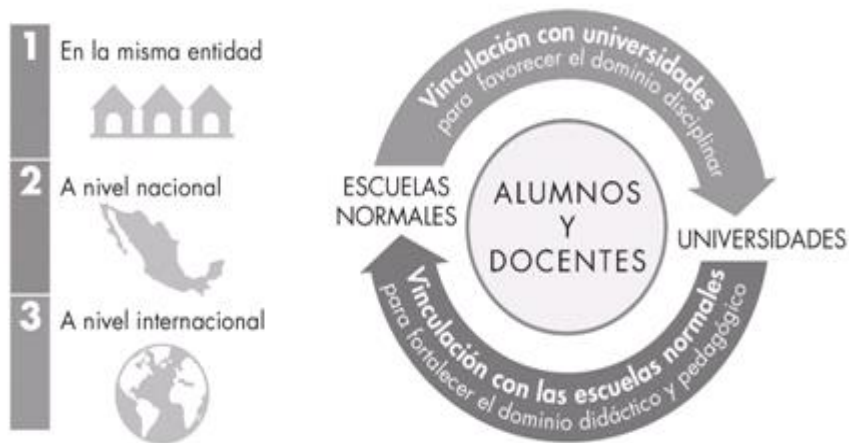 1
En la misma entidad
2
A nivel nacional
3
A nivel internacional
Vinculación con universidades
para favorecer el dominio disciplinar
ESCUELAS
NORMALES
ALUMNOS
Y
DOCENTES
UNIVERSIDADES
Vinculación con las escuelas normales
para fortalecer el dominio didáctico y pedagógico